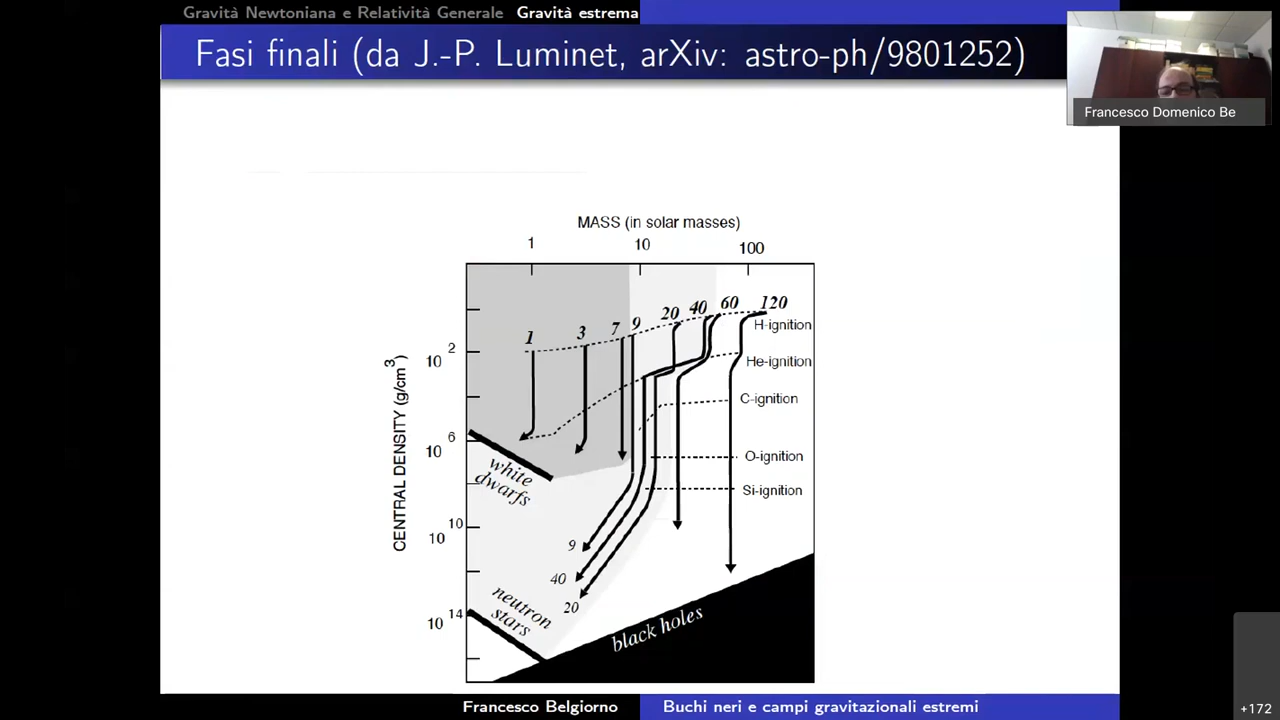 Gravità Newtoniana e Relatività Generale Gravità estrema
Fasi finali (da J.-P. Luminet, arXiv: astro-ph/9801252)
Francesco Domenico Be
MASS (in solar masses)
1 10 100
1 3 7 9 20 40 60 120
H-ignition
10 2
He-ignition
C-ignition
CENTRAL DENSITY (g/cm3)
10 6
O-ignition
white
dwarfs
Si-ignition
10 10
9
40
20
neutron
stars
10 14
black holes
Francesco Belgiorno Buchi neri e campi gravitazionali estremi
+172